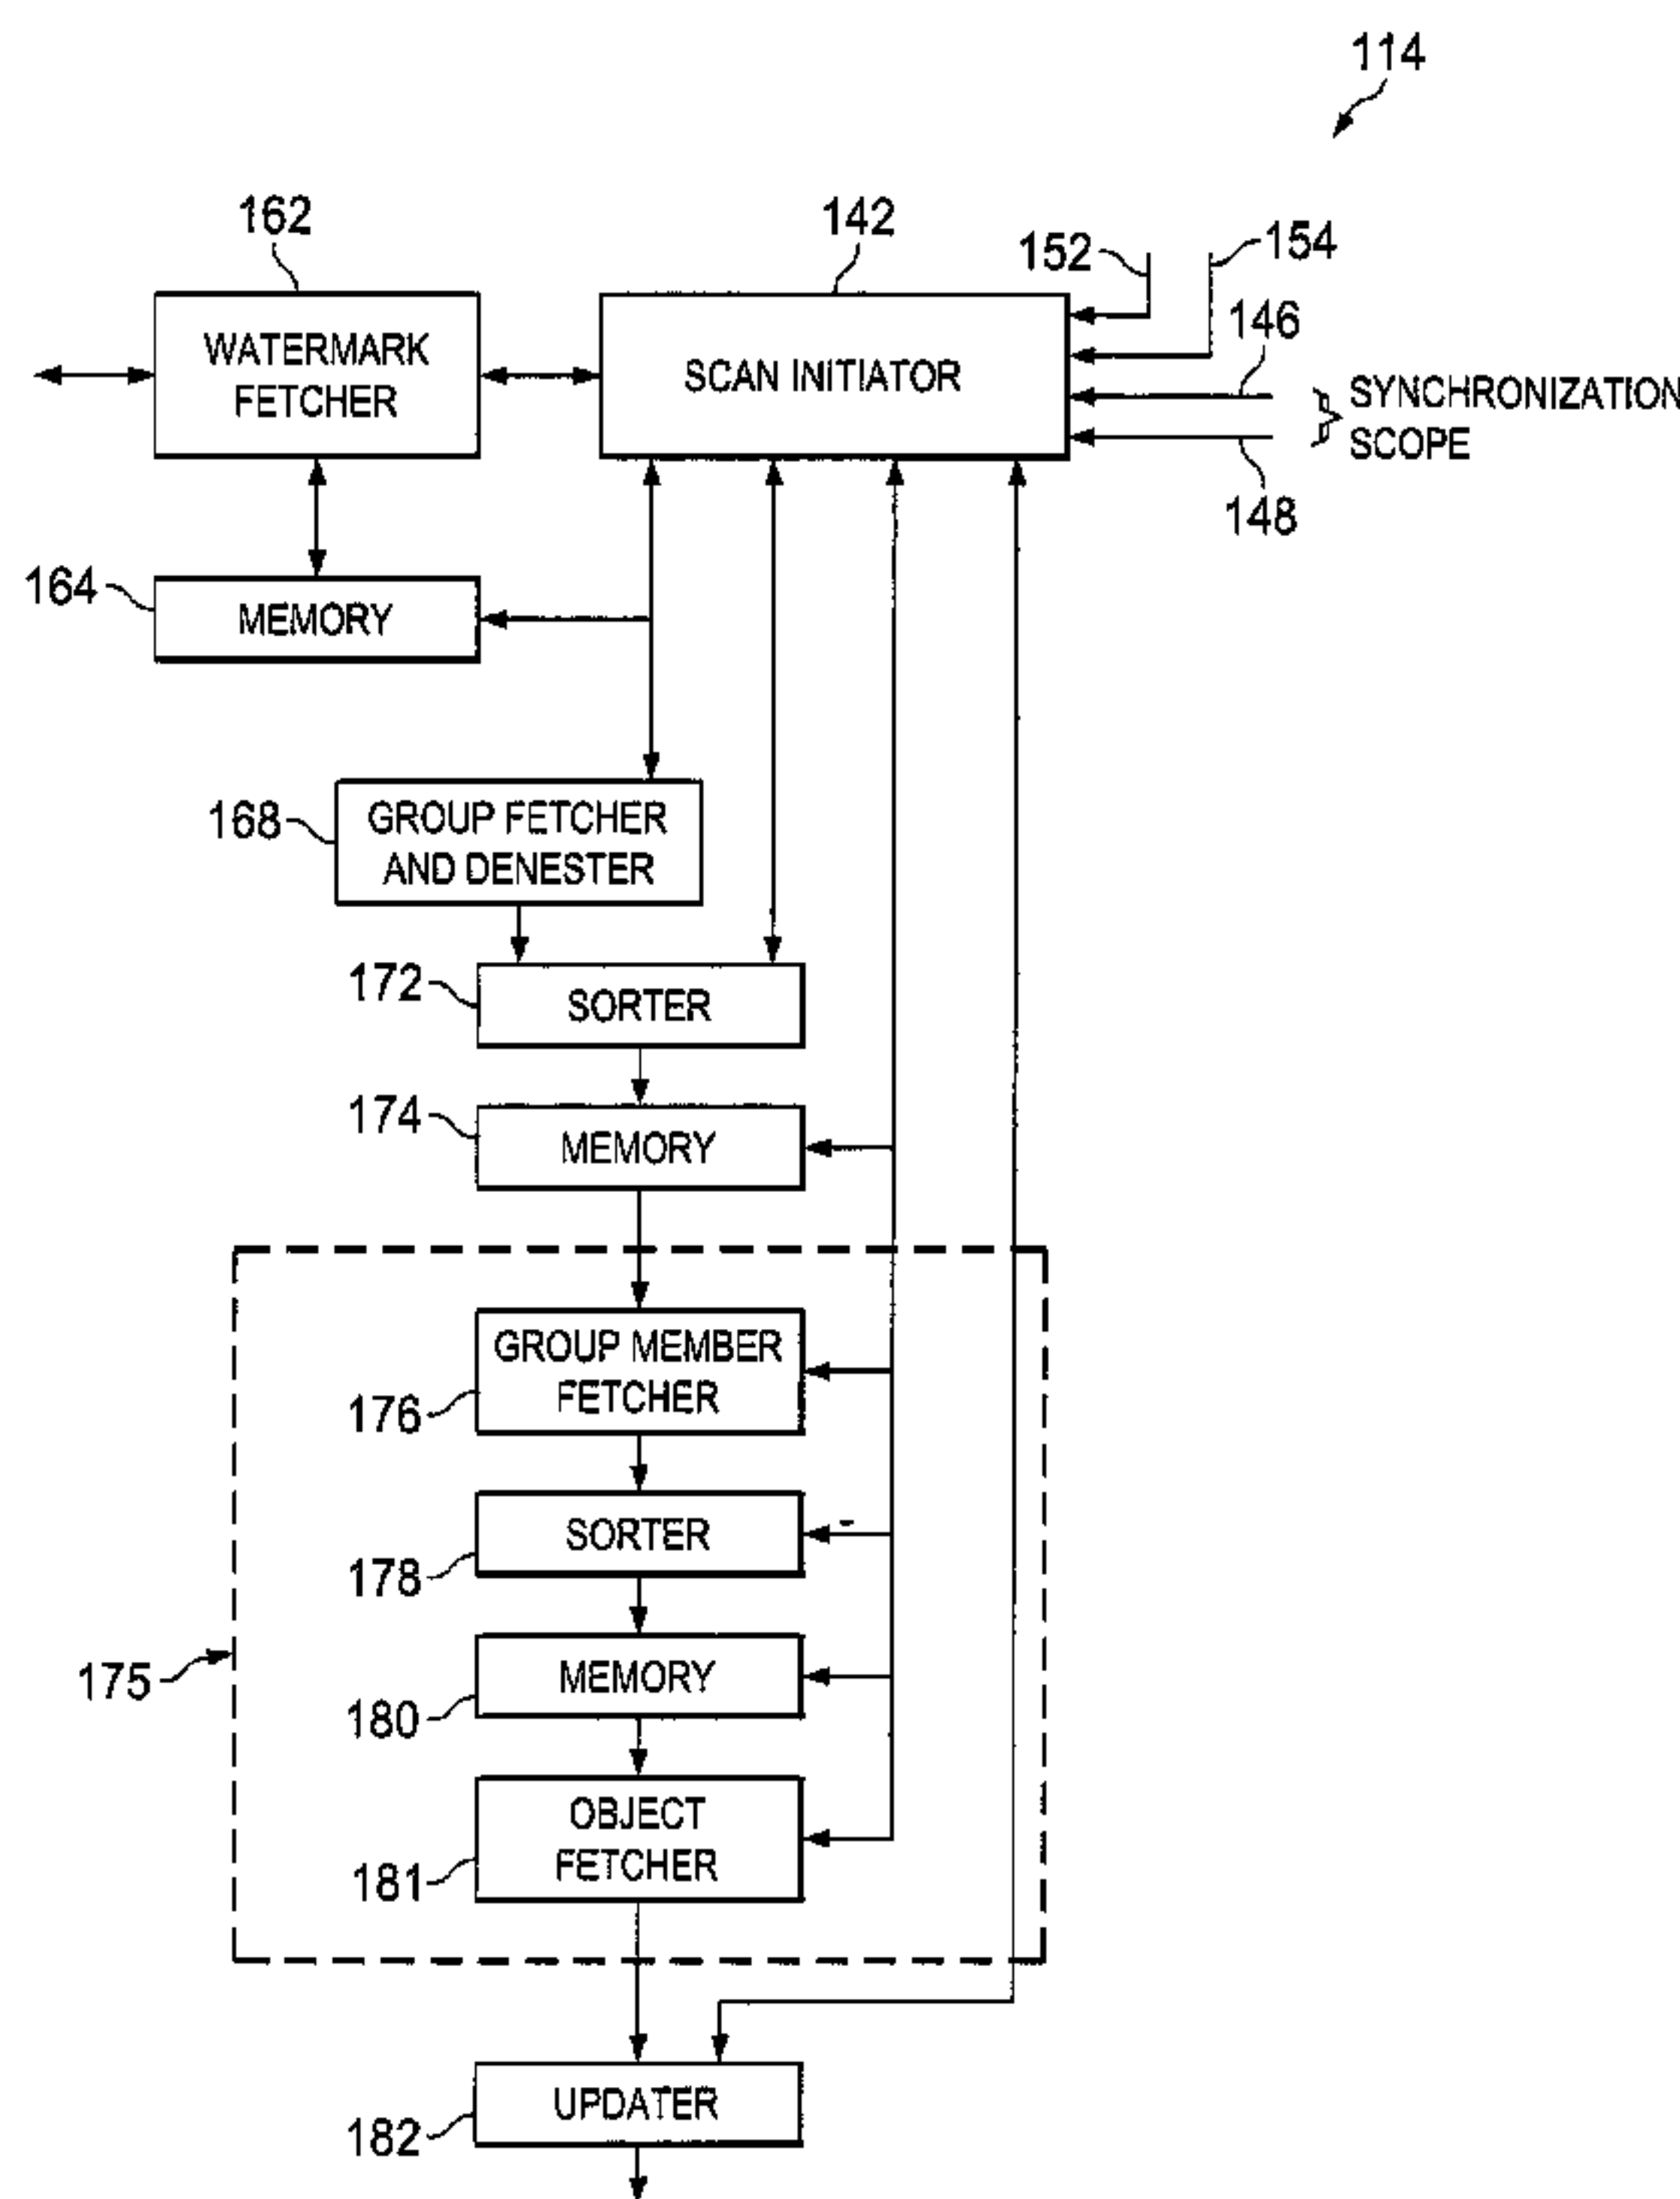 114
162
142
152
154
WATERMARK
FETCHER
SCAN INITIATOR
146
SYNCHRONIZATION
SCOPE
148
164
MEMORY
168
GROUP FETCHER
AND DENESTER
172
SORTER
174
MEMORY
GROUP MEMBER
FETCHER
176
SORTER
178
MEMORY
175
180
OBJECT
FETCHER
181
UPDATER
182